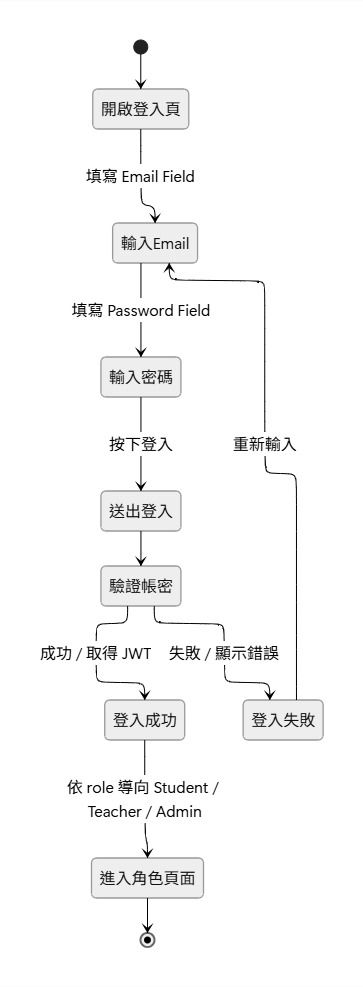 開啟登入頁
填寫 Email Field
輸入Email
填寫 Password Field
輸入密碼
按下登入
重新輸入
送出登入
驗證帳密
成功 / 取得 JWT
失敗 / 顯示錯誤
登入成功
登入失敗
依 role 導向 Student /
Teacher / Admin
進入角色頁面